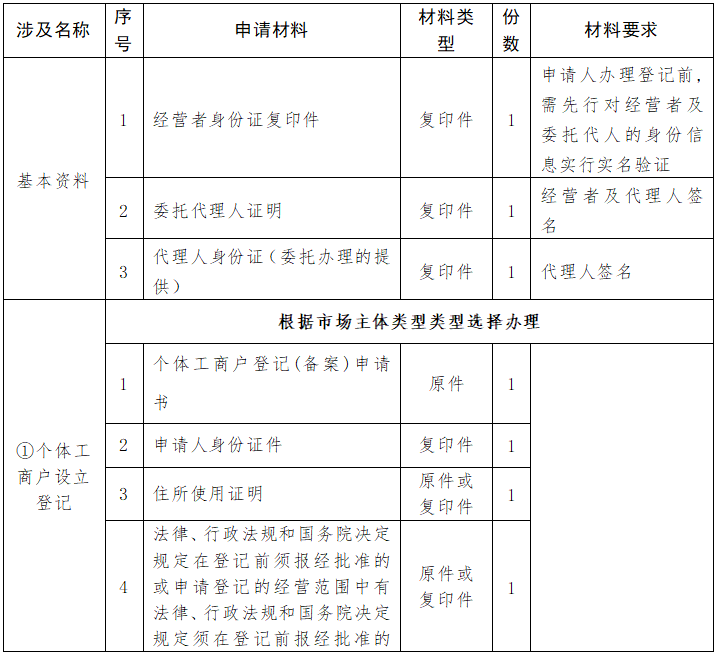 涉及名称 序号 申请材料 材料类型 份数 材料要求
基本资料
1 经营者身份证复印件 复印件 1 申请人办理登记前，
需先行对经营者及
委托代人的身份信
息实行实名验证
2 委托代理人证明 复印件 1 经营者及代理人签
名
3 代理人身份证（委托办理的提
供） 复印件 1 代理人签名
①个体工
商户设立
登记
根据市场主体类型类型选择办理
1 个体工商户登记(备案)申请
书 原件 1
2 申请人身份证件 复印件 1
3 住所使用证明 原件或
复印件 1
4 法律、行政法规和国务院决定
规定在登记前须报经批准的
或申请登记的经营范围中有
法律、行政法规和国务院决定
规定须在登记前报经批准的
原件或
复印件 1